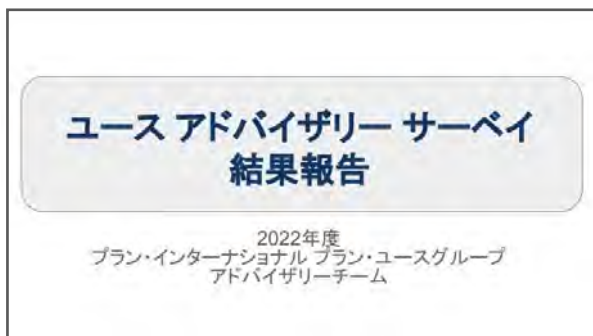 ユース アドバイザリー サーベイ
結果報告
2022年度
プラン・インターナショナル プラン・ユースグループ
アドバイザリーチーム